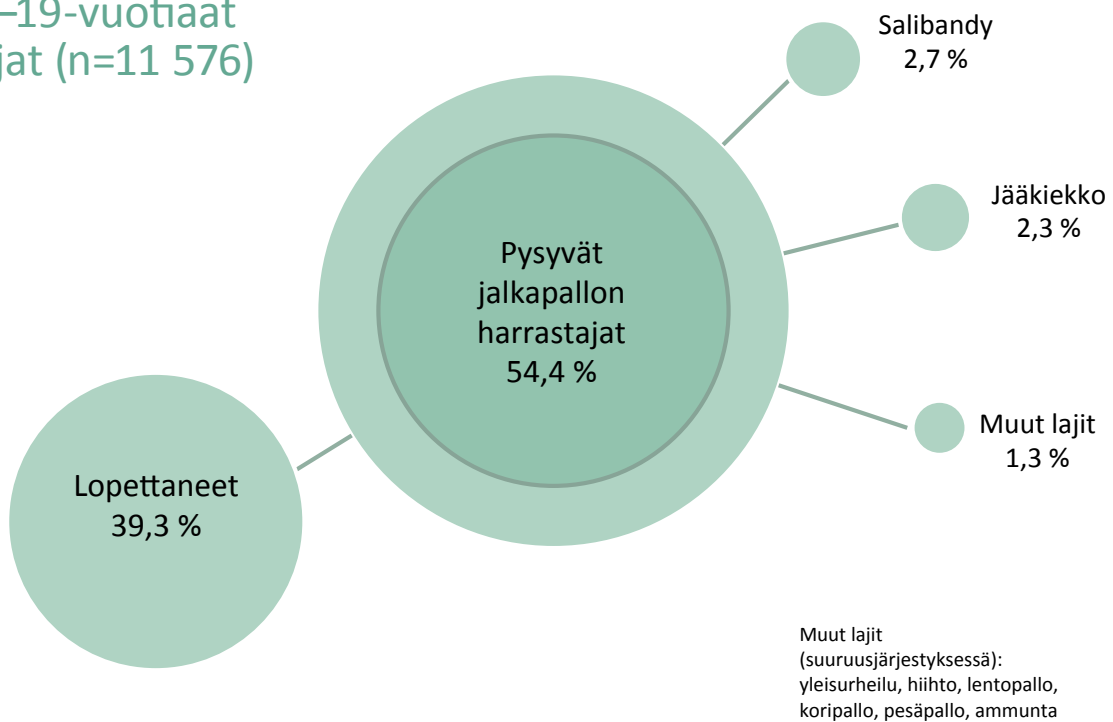 –19-vuotiaat
jat (n=11 576)
Salibandy
2,7 %
Jääkiekko
2,3 %
Pysyvät
jalkapallon
harrastajat
54,4 %
Muut lajit
1,3 %
Lopettaneet
39,3 %
Muut lajit
(suuruusjärjestyksessä):
yleisurheilu, hiihto, lentopallo,
koripallo, pesäpallo, ammunta